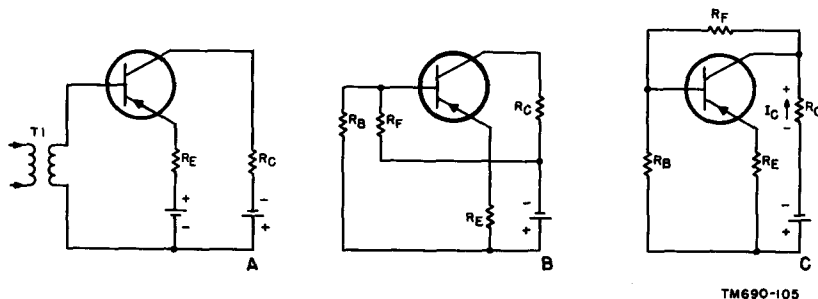 T1
RE
RC
+
-
-
+
A
RB
RF
RC
RE
-
+
B
RF
RB
IC
+
-
RC
RE
-
+
C
TM690-105